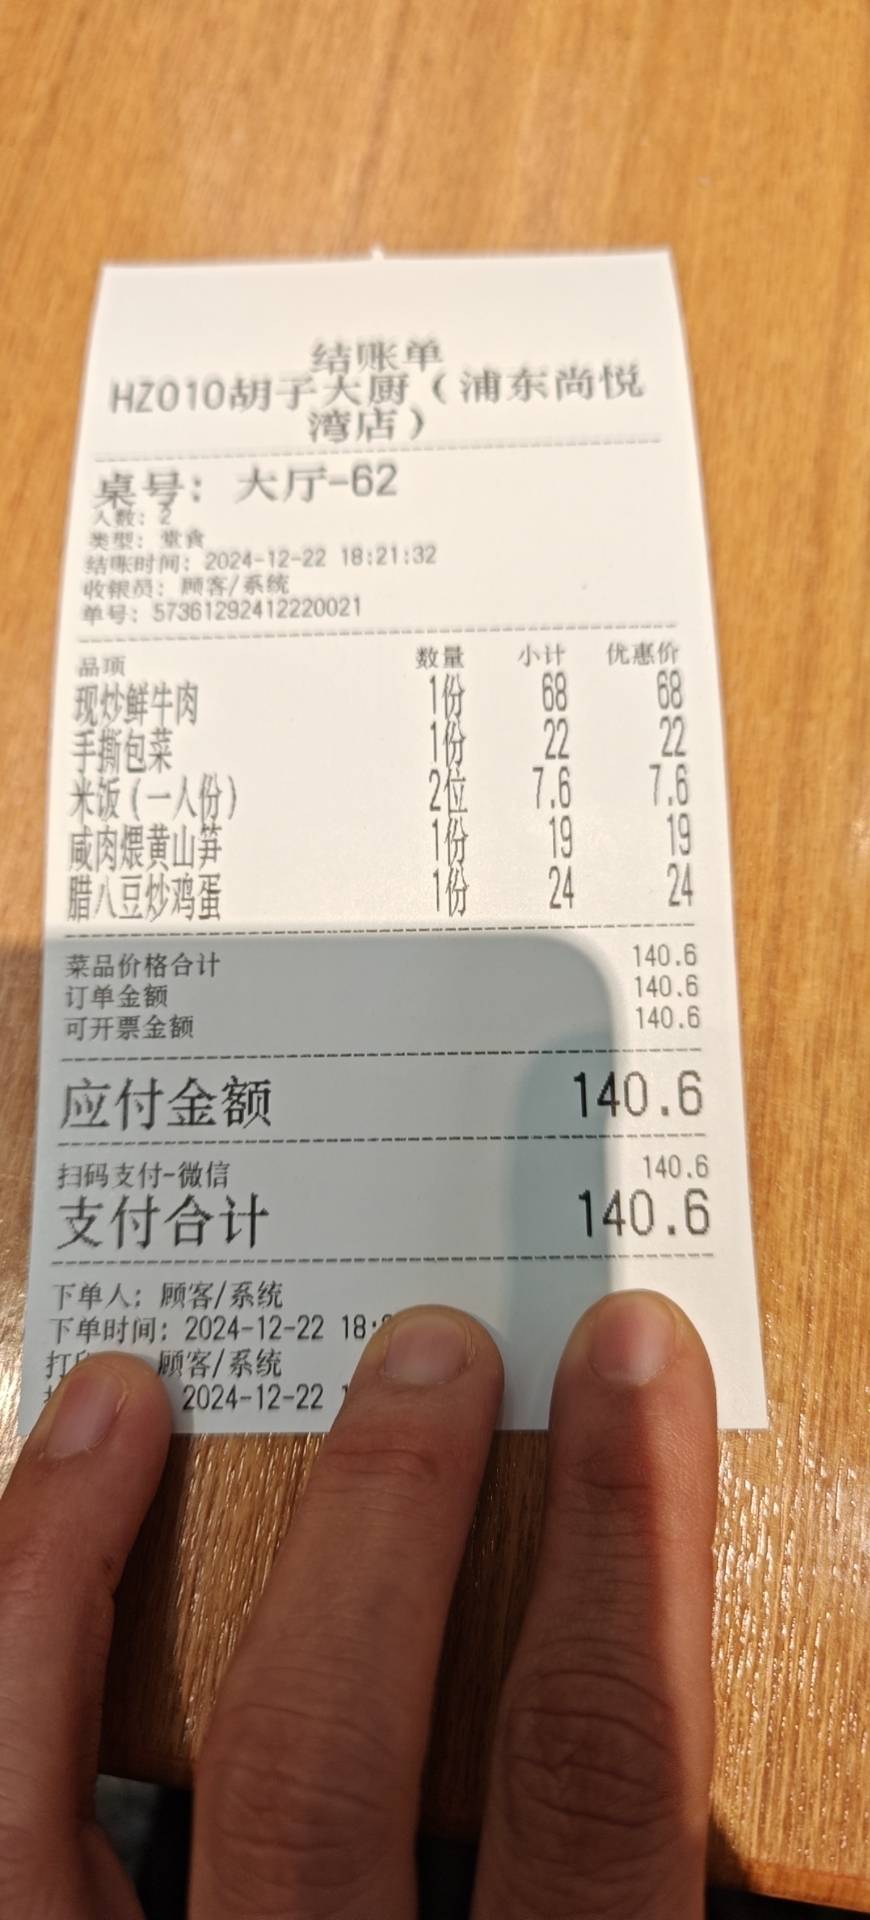 结账单
HZ010胡子大厨（浦东尚悦
湾店）
桌号：大厅-62
人数：2
类型：堂食
结账时间：2024-12-22 18:21:32
收银员：顾客/系统
单号：57361292412220021
品项 数量 小计 优惠价
现炒鲜牛肉 1份 68 68
手撕包菜 1份 22 22
米饭（一人份） 2位 7.6 7.6
咸肉煨黄山笋 1份 19 19
腊八豆炒鸡蛋 1份 24 24
菜品价格合计 140.6
订单金额 140.6
可开票金额 140.6
应付金额 140.6
扫码支付-微信 140.6
支付合计 140.6
下单人：顾客/系统
下单时间：2024-12-22 18:
顾客/系统
2024-12-22